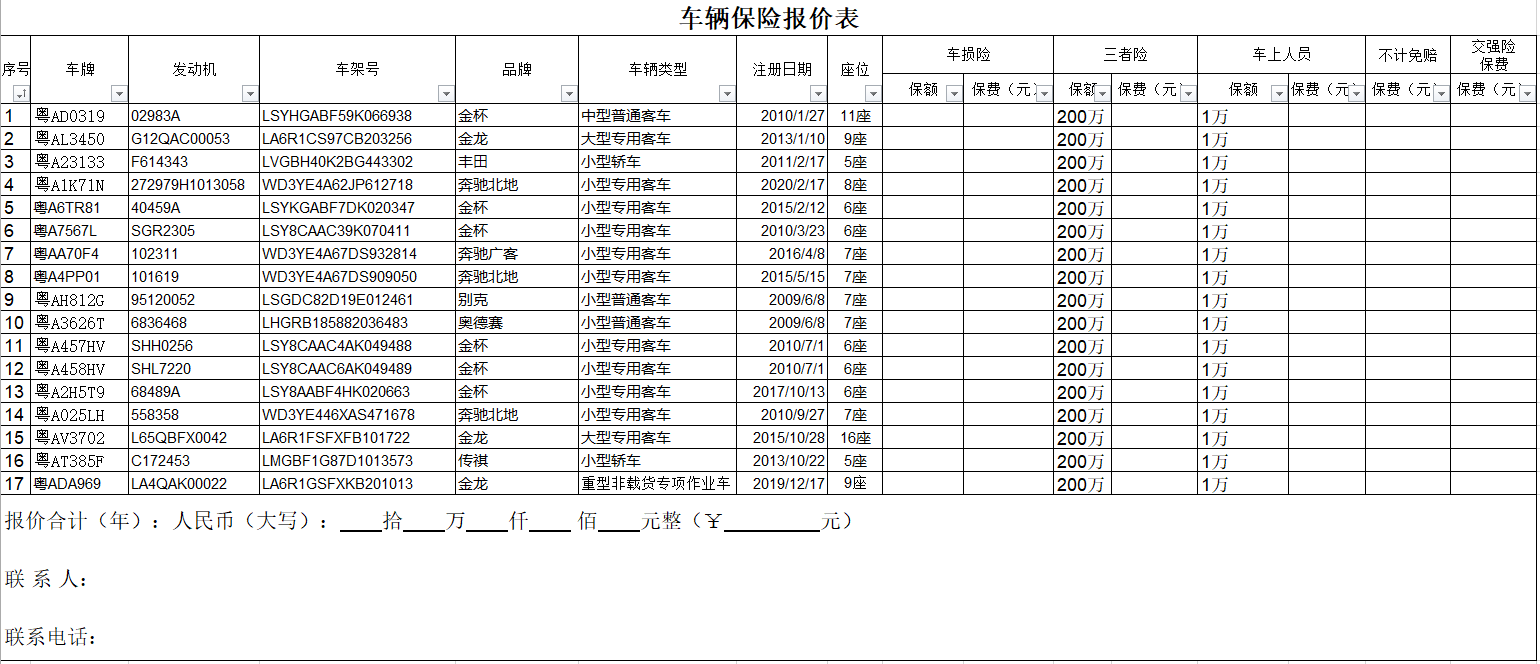 车辆保险报价表
序号 车牌 发动机 车架号 品牌 车辆类型 注册日期 座位 车损险 三者险 车上人员 不计免赔 交强险保费
保额 保费（元） 保额 保费（元） 保额 保费（元） 保费（元） 保费（元）
1 粤AD0319 02983A LSYHGABF59K066938 金杯 中型普通客车 2010/1/27 11座 200万 1万
2 粤AL3450 G12QAC00053 LA6R1CS97CB203256 金龙 大型专用客车 2013/1/10 9座 200万 1万
3 粤A23133 F614343 LVGBH40K2BG443302 丰田 小型轿车 2011/2/17 5座 200万 1万
4 粤A1K71N 272979H1013058 WD3YE4A62JP612718 奔驰北地 小型专用客车 2020/2/17 8座 200万 1万
5 粤A6TR81 40459A LSYKGABF7DK020347 金杯 小型专用客车 2015/2/12 6座 200万 1万
6 粤A7567L SGR2305 LSY8CAAC39K070411 金杯 小型专用客车 2010/3/23 6座 200万 1万
7 粤AA70F4 102311 WD3YE4A67DS932814 奔驰广客 小型专用客车 2016/4/8 7座 200万 1万
8 粤A4PP01 101619 WD3YE4A67DS909050 奔驰北地 小型专用客车 2015/5/15 7座 200万 1万
9 粤AH812G 95120052 LSGDC82D19E012461 别克 小型普通客车 2009/6/8 7座 200万 1万
10 粤A3626T 6836468 LHGRB185882036483 奥德赛 小型普通客车 2009/6/8 7座 200万 1万
11 粤A457HV SHH0256 LSY8CAAC4AK049488 金杯 小型专用客车 2010/7/1 6座 200万 1万
12 粤A458HV SHL7220 LSY8CAAC6AK049489 金杯 小型专用客车 2010/7/1 6座 200万 1万
13 粤A2H5T9 68489A LSY8AABF4HK020663 金杯 小型专用客车 2017/10/13 6座 200万 1万
14 粤A025LH 558358 WD3YE446XAS471678 奔驰北地 小型专用客车 2010/9/27 7座 200万 1万
15 粤AV3702 L65QBFX0042 LA6R1FSFXFB101722 金龙 大型专用客车 2015/10/28 16座 200万 1万
16 粤AT385F C172453 LMGBF1G87D1013573 传祺 小型轿车 2013/10/22 5座 200万 1万
17 粤ADA969 LA4QAK00022 LA6R1GSFXKB201013 金龙 重型非载货专项作业车 2019/12/17 9座 200万 1万
报价合计（年）：人民币（大写）：____拾____万____仟____ 佰____元整（￥_________元）
联 系 人：
联系电话：